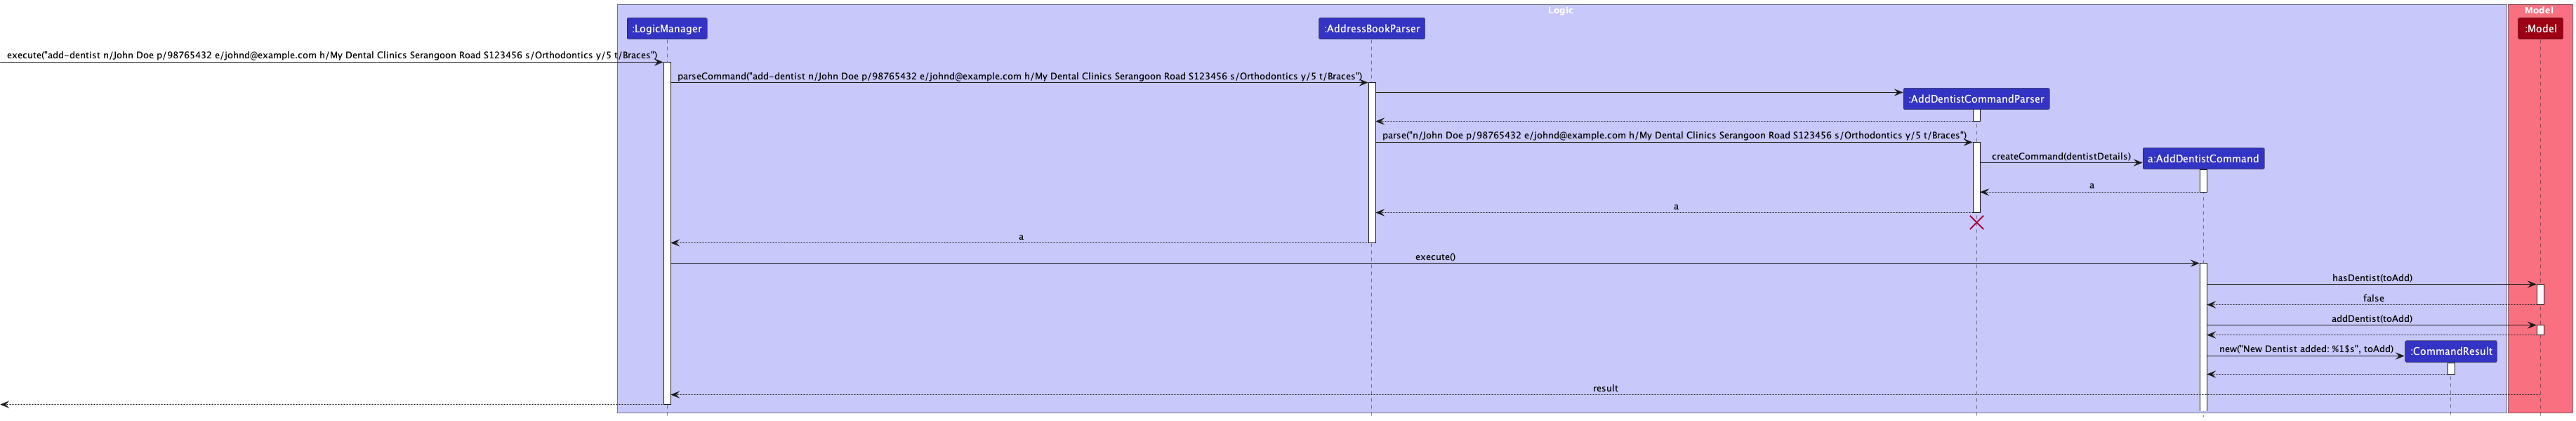 Logic
Model
:LogicManager
:AddressBookParser
:Model
execute("add-dentist n/John Doe p/98765432 e/johnd@example.com h/My Dental Clinics Serangoon Road S123456 s/Orthodontics y/5 t/Braces")
parseCommand("add-dentist n/John Doe p/98765432 e/johnd@example.com h/My Dental Clinics Serangoon Road S123456 s/Orthodontics y/5 t/Braces")
:AddDentistCommandParser
parse("n/John Doe p/98765432 e/johnd@example.com h/My Dental Clinics Serangoon Road S123456 s/Orthodontics y/5 t/Braces")
createCommand(dentistDetails)
a:AddDentistCommand
a
a
a
execute()
hasDentist(toAdd)
false
addDentist(toAdd)
new("New Dentist added: %1$s", toAdd)
:CommandResult
result